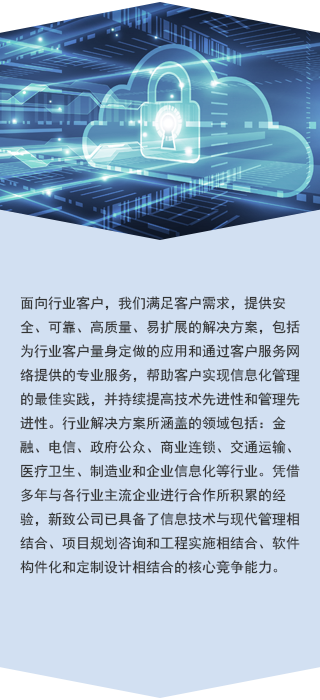 面向行业客户，我们满足客户需求，提供安
全、可靠、高质量、易扩展的解决方案，包括
为行业客户量身定做的应用和通过客户服务网
络提供的专业服务，帮助客户实现信息化管理
的最佳实践，并持续提高技术先进性和管理先
进性。行业解决方案所涵盖的领域包括：金
融、电信、政府公众、商业连锁、交通运输、
医疗卫生、制造业和企业信息化等行业。凭借
多年与各行业主流企业进行合作所积累的经
验，新致公司已具备了信息技术与现代管理相
结合、项目规划咨询和工程实施相结合、软件
构件化和定制设计相结合的核心竞争能力。